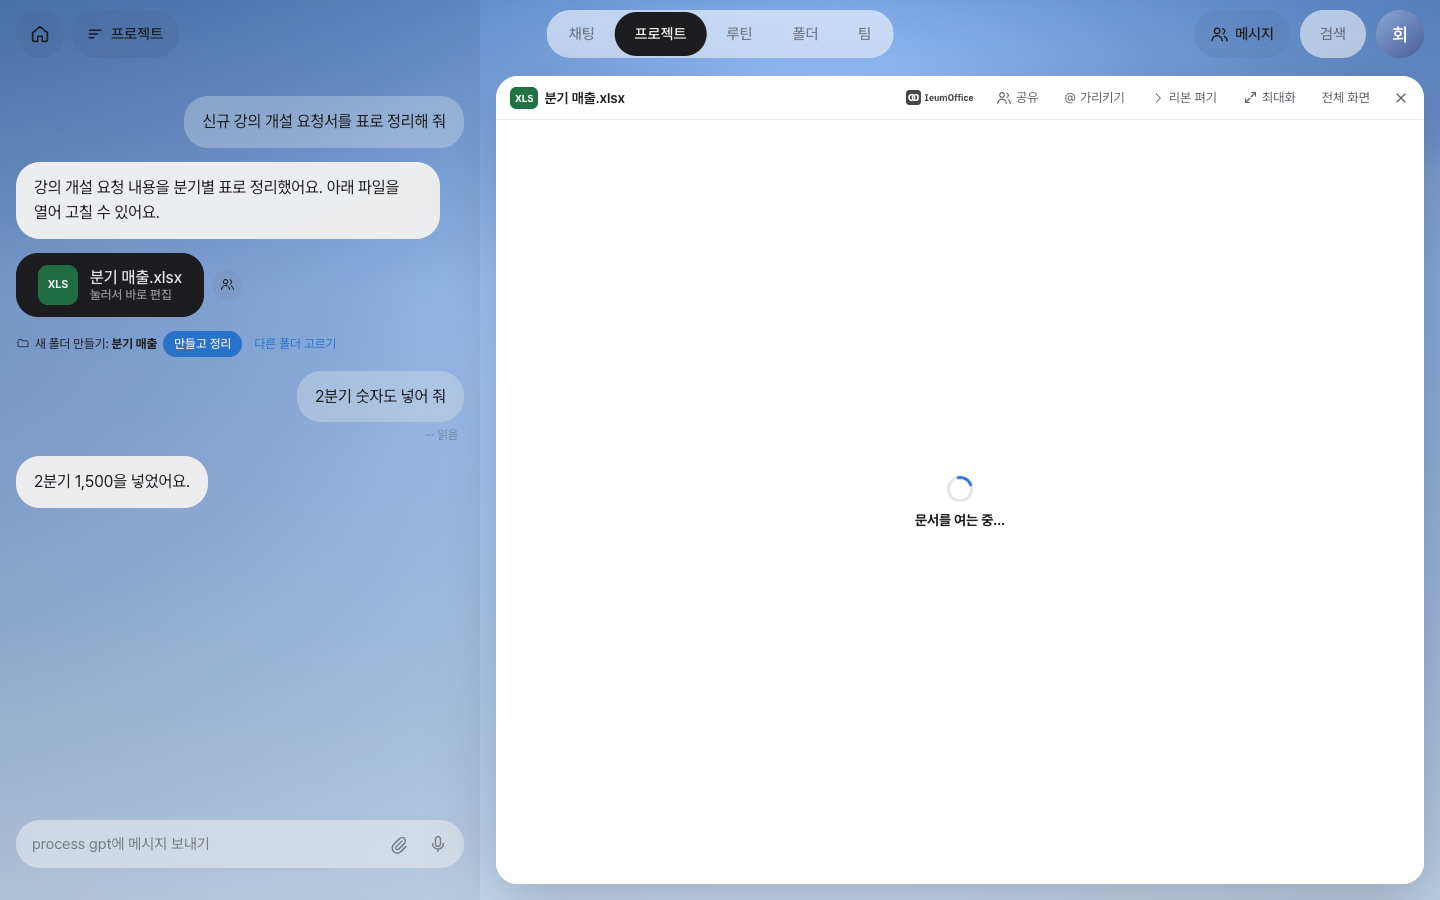 프로젝트
채팅
프로젝트
루틴
폴더
팀
메시지
검색
회
신규 강의 개설 요청서를 표로 정리해 줘
강의 개설 요청 내용을 분기별 표로 정리했어요. 아래 파일을
열어 고칠 수 있어요.
XLS
분기 매출.xlsx
눌러서 바로 편집
새 폴더 만들기: 분기 매출
만들고 정리
다른 폴더 고르기
2분기 숫자도 넣어 줘
··· 읽음
2분기 1,500을 넣었어요.
process gpt에 메시지 보내기
XLS
분기 매출.xlsx
IeumOffice
공유
@ 가리키기
리본 펴기
최대화
전체 화면
문서를 여는 중...